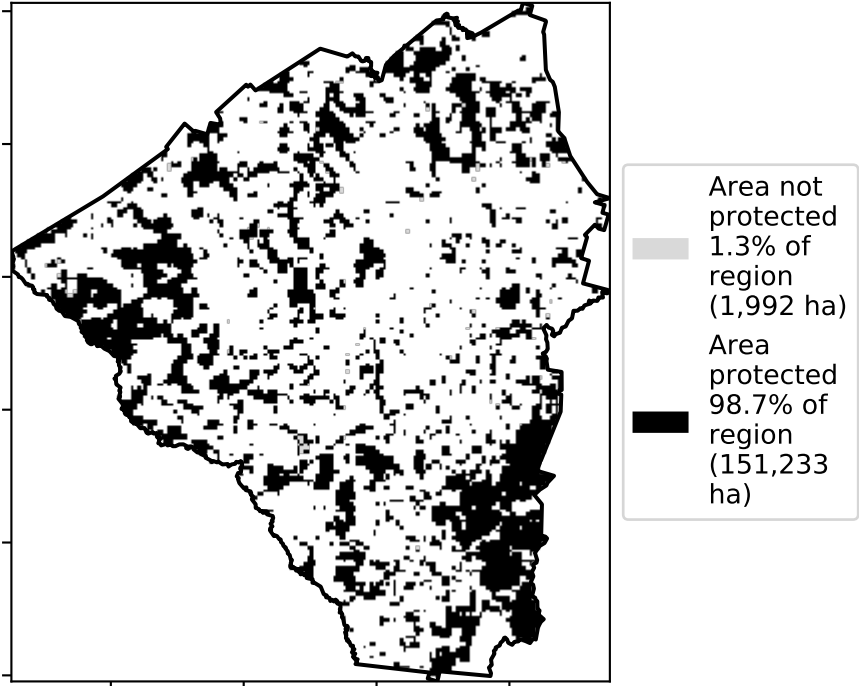 Area not
protected
1.3% of
region
(1,992 ha)
Area
protected
98.7% of
region
(151,233
ha)